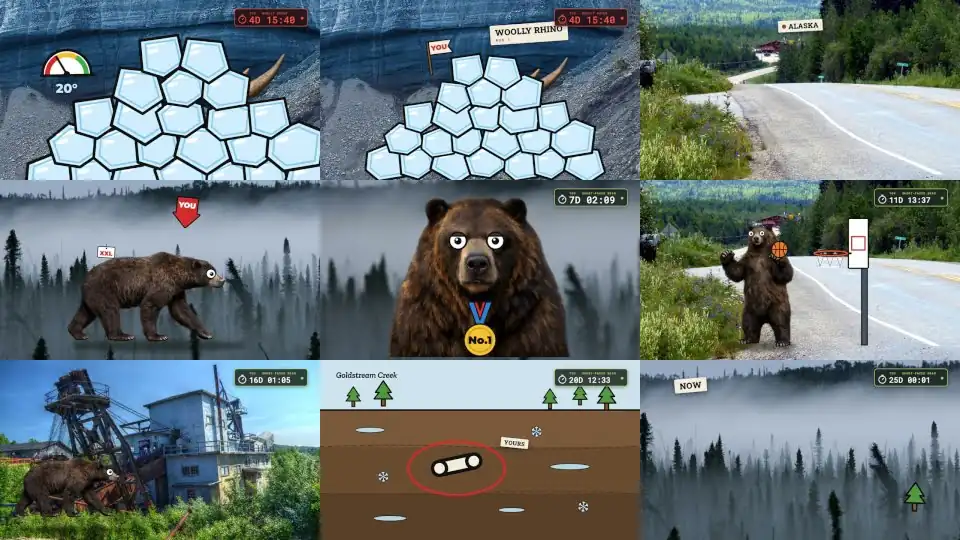 4D 15:40
20°
4D 15:40
WOOLLY RHINO
YOU
ALASKA
YOU
XXL
7D 02:09
No.1
11D 13:37
16D 01:05
Goldstream Creek
20D 12:33
YOURS
NOW
25D 00:01